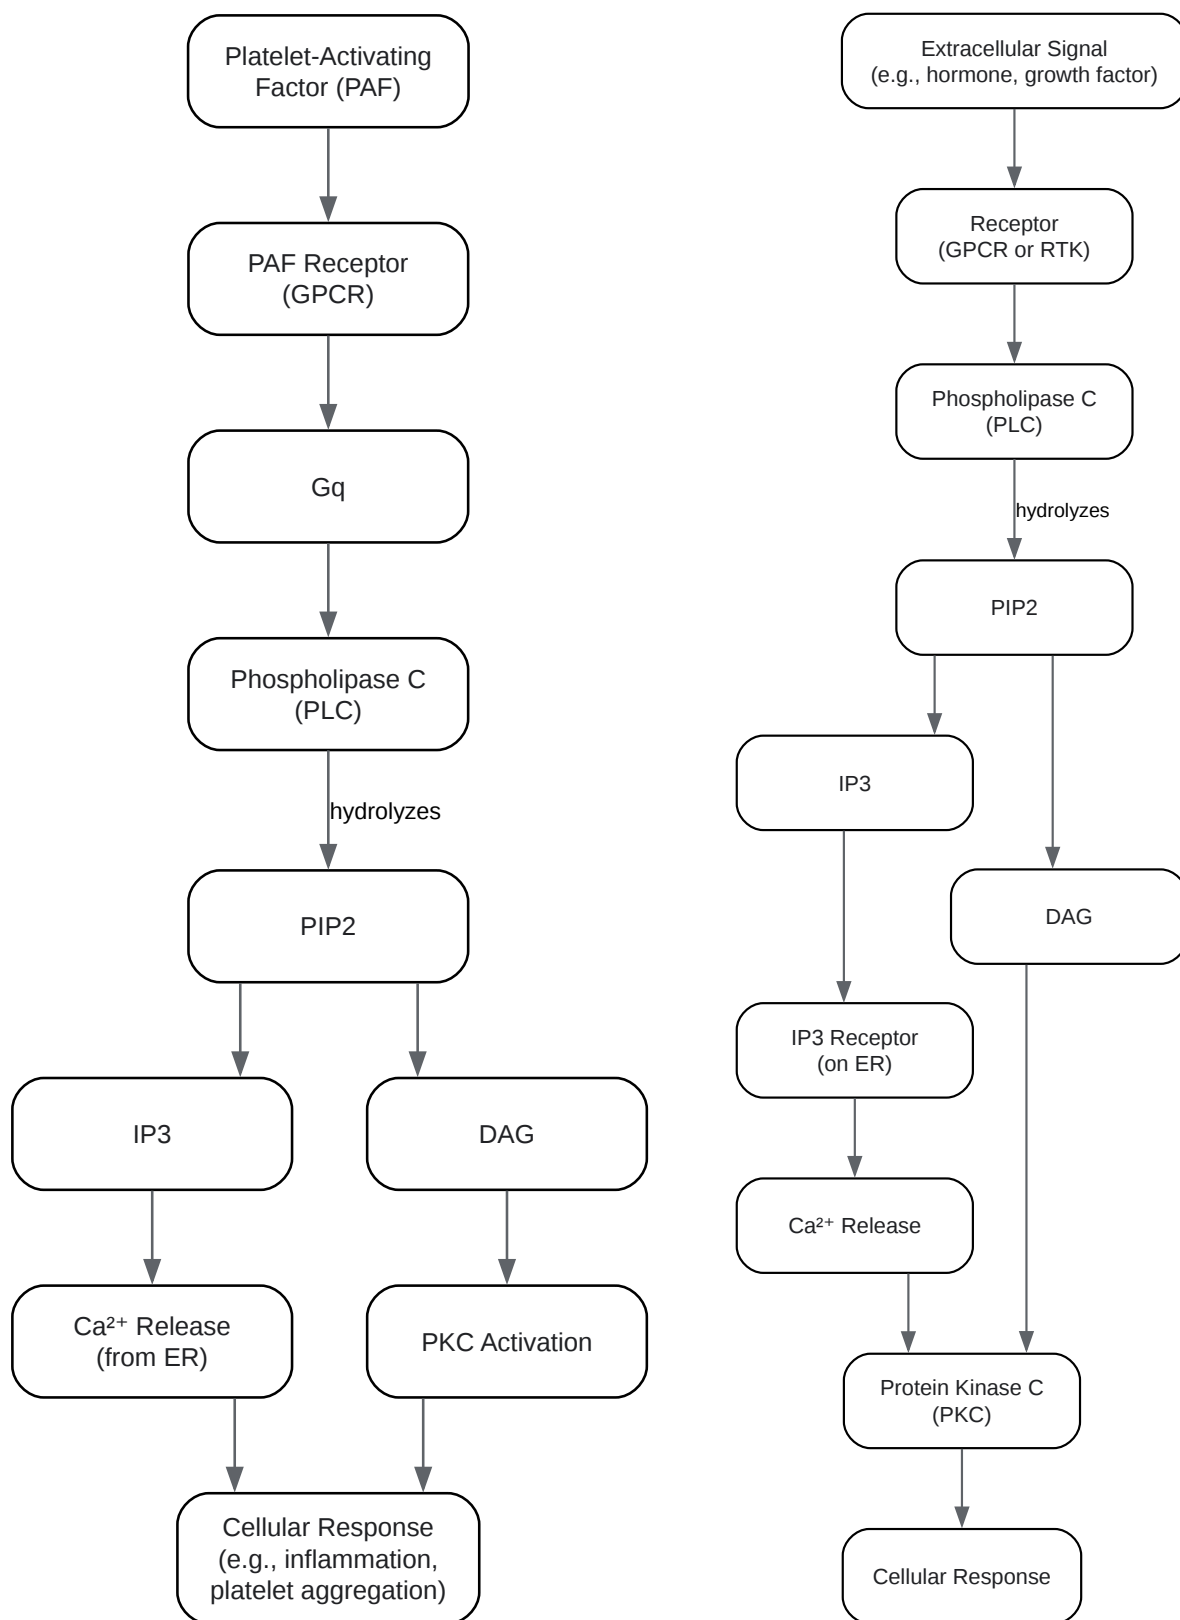 Platelet-Activating
Factor (PAF)
PAF Receptor
(GPCR)
Gq
Phospholipase C
(PLC)
hydrolyzes
PIP2
IP3
DAG
Ca²⁺ Release
(from ER)
PKC Activation
Cellular Response
(e.g., inflammation,
platelet aggregation)
Extracellular Signal
(e.g., hormone, growth factor)
Receptor
(GPCR or RTK)
Phospholipase C
(PLC)
hydrolyzes
PIP2
IP3
DAG
IP3 Receptor
(on ER)
Ca²⁺ Release
Protein Kinase C
(PKC)
Cellular Response